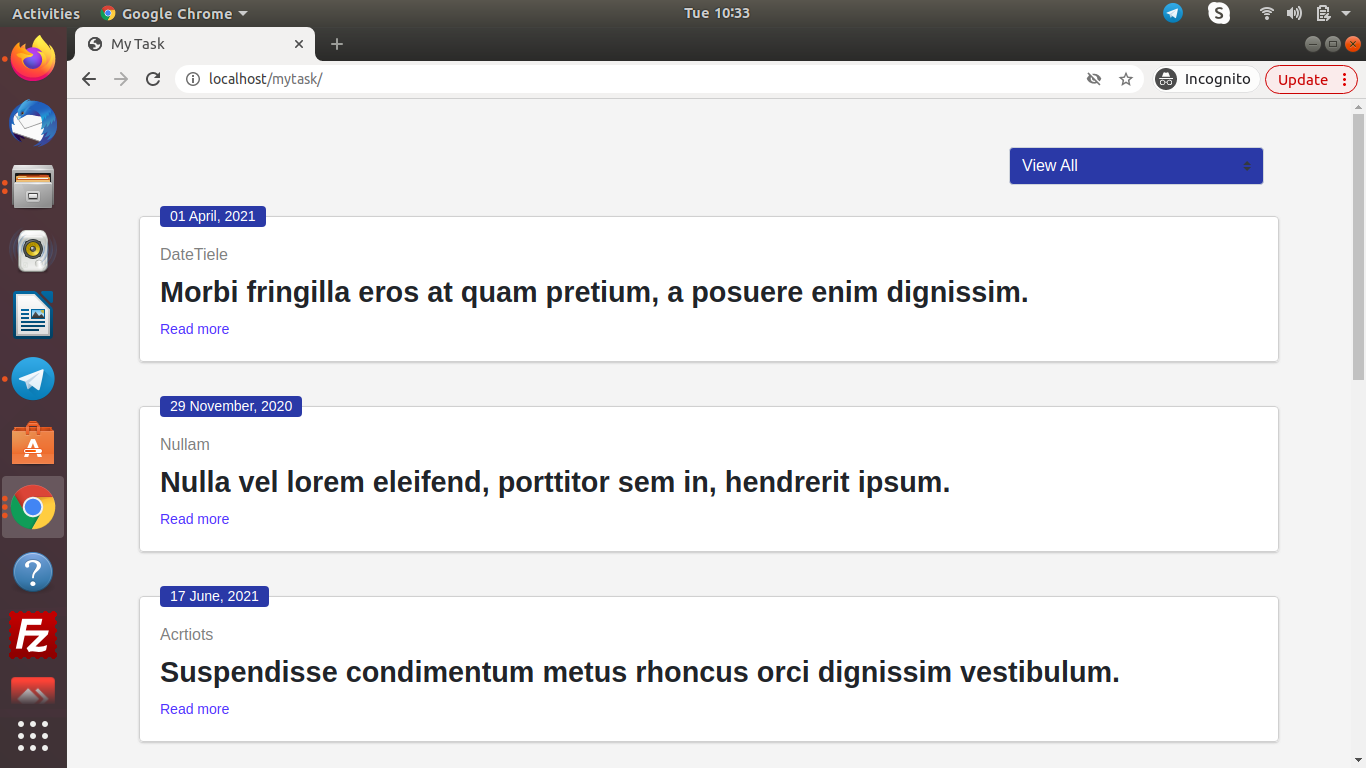 Activities
Google Chrome
Tue 10:33
S
My Task
localhost/mytask/
Incognito
Update
View All
01 April, 2021
DateTiele
Morbi fringilla eros at quam pretium, a posuere enim dignissim.
Read more
29 November, 2020
Nullam
Nulla vel lorem eleifend, porttitor sem in, hendrerit ipsum.
Read more
17 June, 2021
Acrtiots
Suspendisse condimentum metus rhoncus orci dignissim vestibulum.
Read more
A
?
Fz